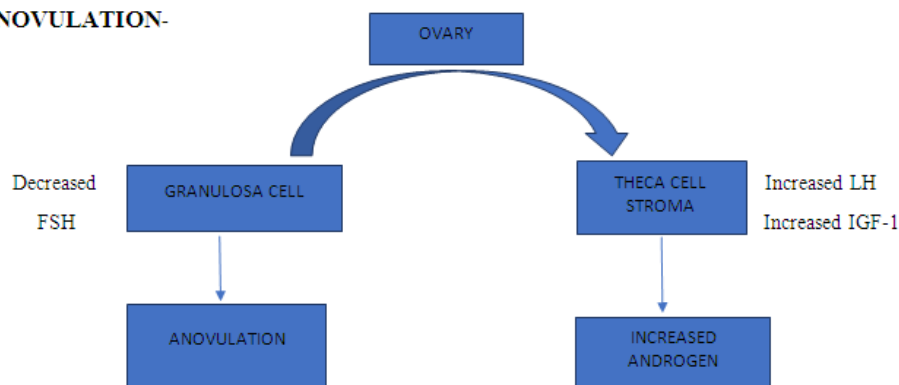 NOVULATION-
OVARY
Decreased
FSH
GRANULOSA CELL
THECA CELL
STROMA
Increased LH
Increased IGF-1
ANOVULATION
INCREASED
ANDROGEN